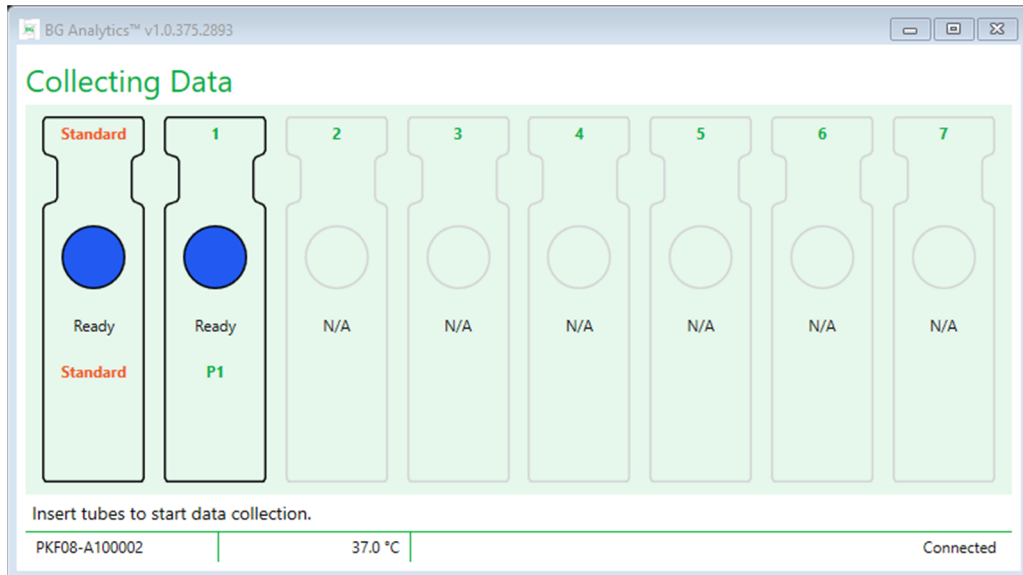 BG Analytics™ v1.0.375.2893
Collecting Data
Standard 1 2 3 4 5 6 7
Ready Ready N/A N/A N/A N/A N/A N/A
Standard P1
Insert tubes to start data collection.
PKF08-A100002 37.0 °C Connected